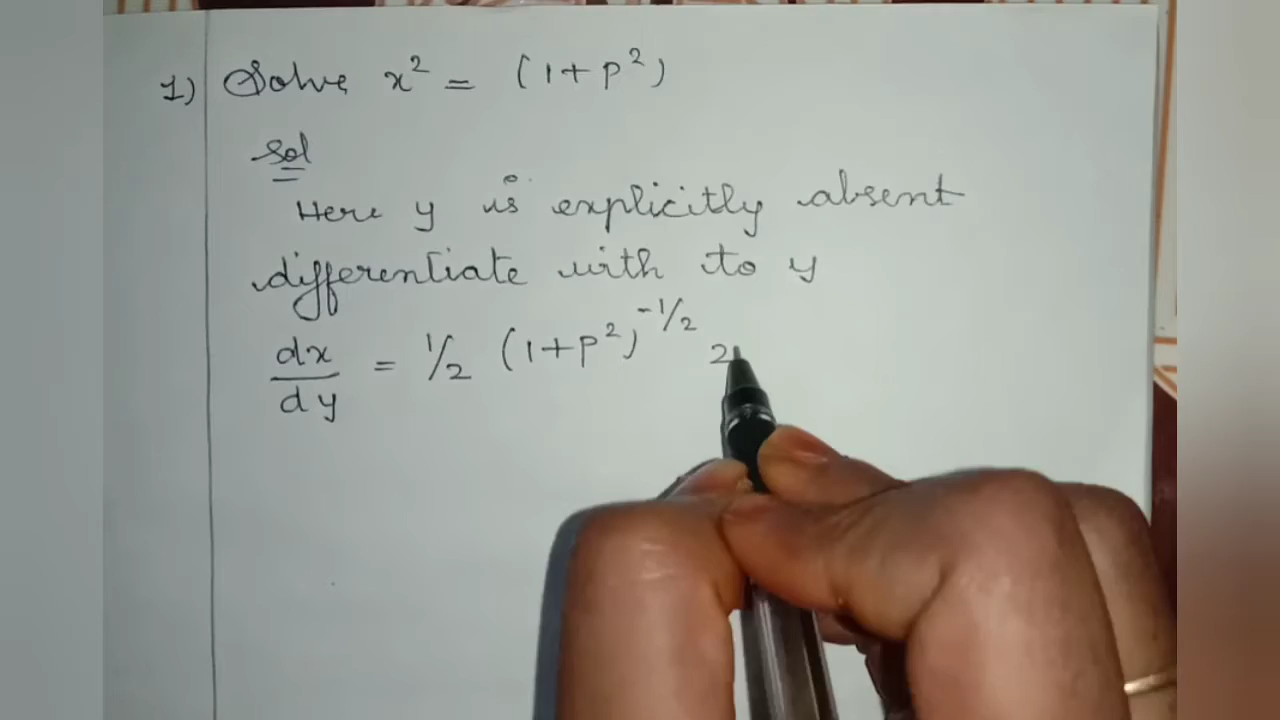 1) Solve x² = (1+p²)
Sol
Here y is explicitly absent
differentiate with to y
dx/dy = 1/2 (1+p²)^-1/2 2